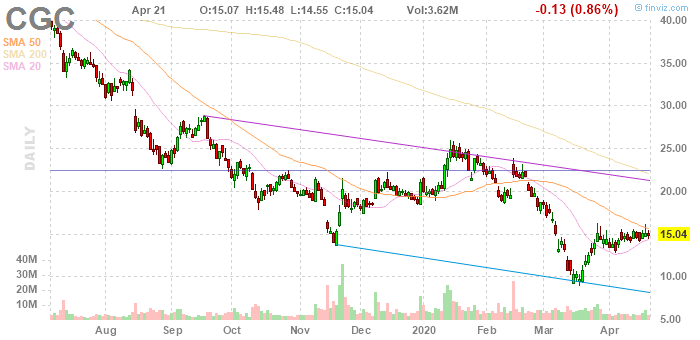 CGC Apr 21 O:15.07 H:15.48 L:14.55 C:15.04 Vol:3.62M -0.13 (0.86%)
© finviz.com
SMA 50
SMA 200
SMA 20
DAILY
40.00
35.00
30.00
25.00
20.00
15.04
10.00
5.00
40M
30M
20M
10M
Aug Sep Oct Nov Dec 2020 Feb Mar Apr